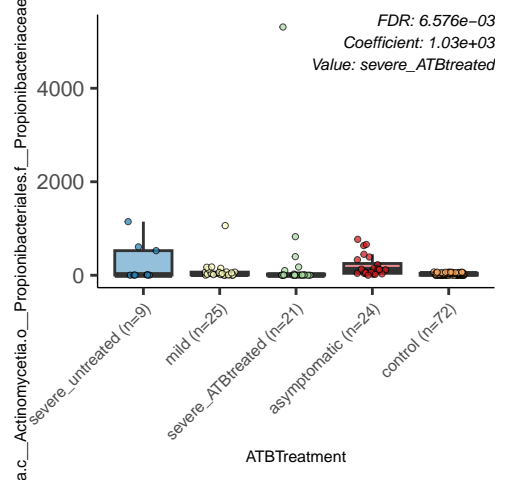 FDR: 6.576e−03
Coefficient: 1.03e+03
Value: severe_ATBtreated
a.c__Actinomycetia.o__Propionibacteriales.f__Propionibacteriaceae
4000
2000
0
severe_untreated (n=9)
mild (n=25)
severe_ATBtreated (n=21)
asymptomatic (n=24)
control (n=72)
ATBTreatment